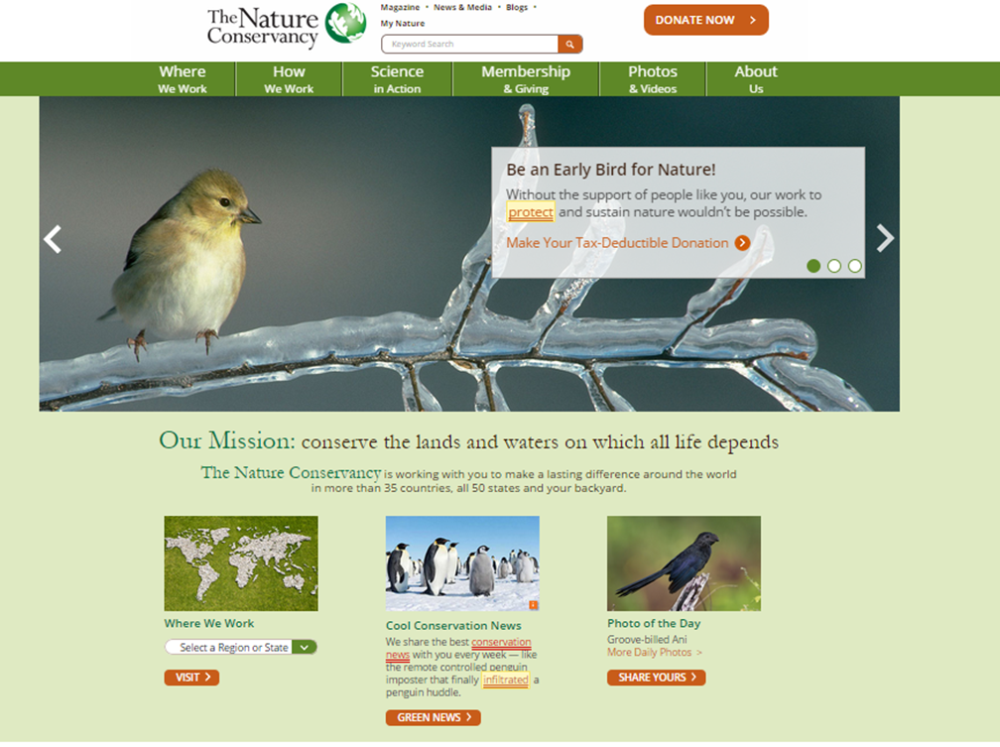 The Nature
Conservancy
Magazine • News & Media • Blogs •
My Nature
Keyword Search
DONATE NOW >
Where
We Work
How
We Work
Science
in Action
Membership
& Giving
Photos
& Videos
About
Us
Be an Early Bird for Nature!
Without the support of people like you, our work to
protect and sustain nature wouldn't be possible.
Make Your Tax-Deductible Donation
Our Mission: conserve the lands and waters on which all life depends
The Nature Conservancy is working with you to make a lasting difference around the world
in more than 35 countries, all 50 states and your backyard.
Where We Work
Select a Region or State
VISIT >
Cool Conservation News
We share the best conservation
news with you every week — like
the remote controlled penguin
imposter that finally infiltrated a
penguin huddle.
GREEN NEWS >
Photo of the Day
Groove-billed Ani
More Daily Photos >
SHARE YOURS >